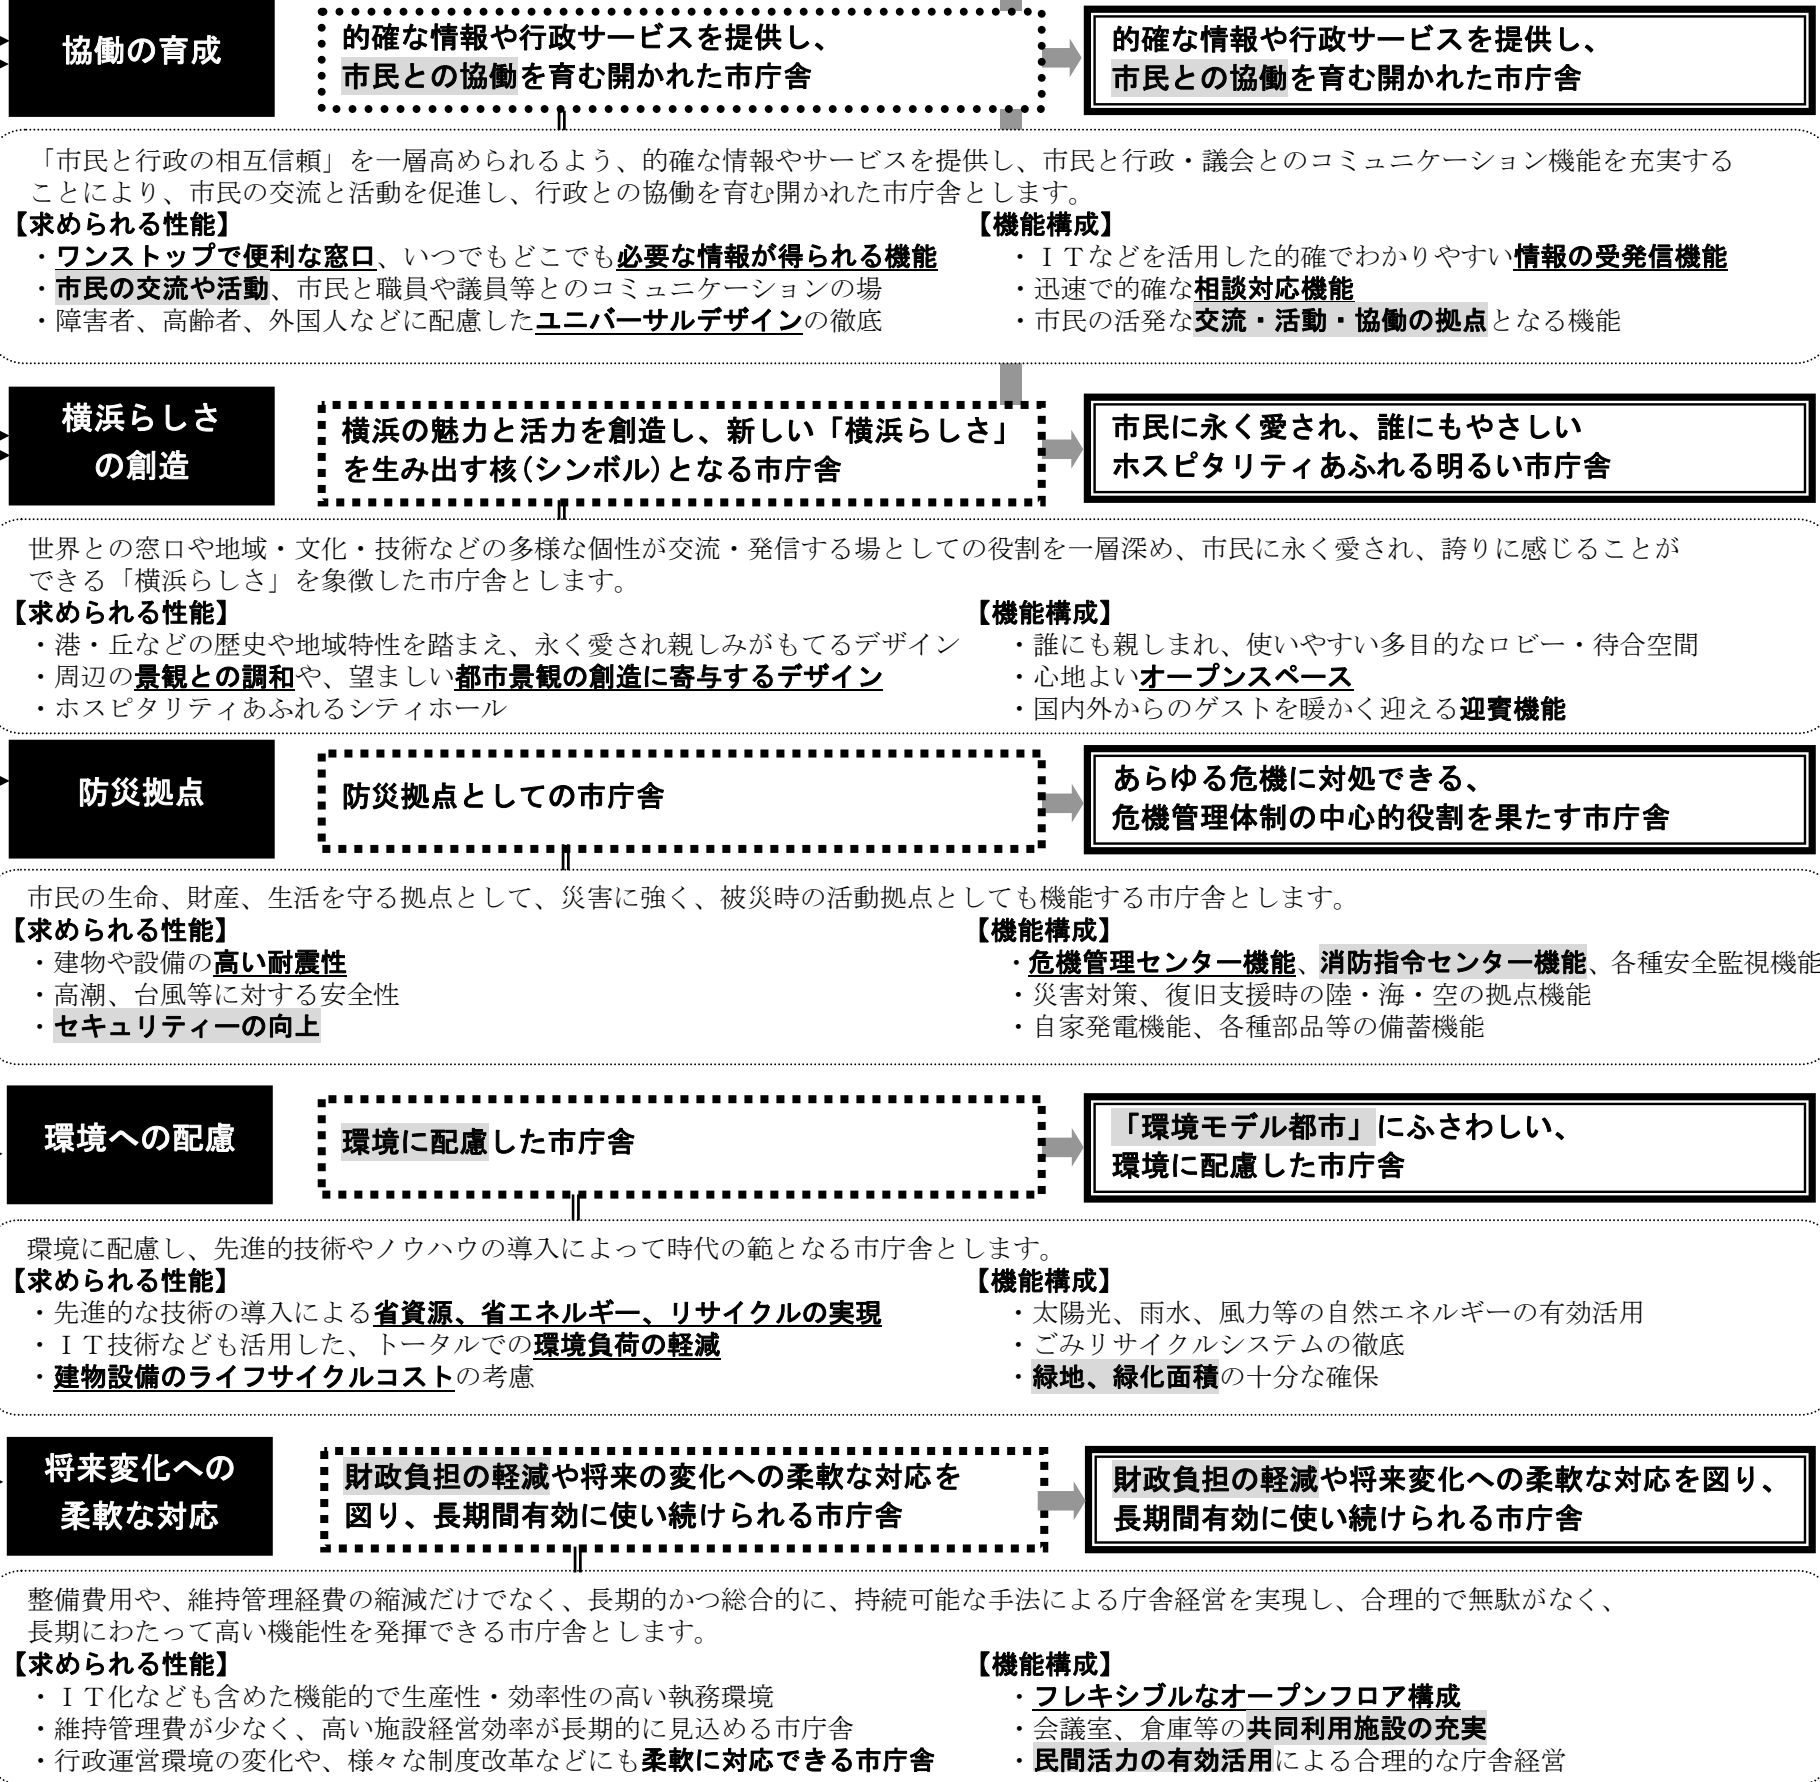 協働の育成
的確な情報や行政サービスを提供し、
市民との協働を育む開かれた市庁舎
的確な情報や行政サービスを提供し、
市民との協働を育む開かれた市庁舎
「市民と行政の相互信頼」を一層高められるよう、的確な情報やサービスを提供し、市民と行政・議会とのコミュニケーション機能を充実する
ことにより、市民の交流と活動を促進し、行政との協働を育む開かれた市庁舎とします。
【求められる性能】
・ワンストップで便利な窓口、いつでもどこでも必要な情報が得られる機能
・市民の交流や活動、市民と職員や議員等とのコミュニケーションの場
・障害者、高齢者、外国人などに配慮したユニバーサルデザインの徹底
【機能構成】
・ＩＴなどを活用した的確でわかりやすい情報の受発信機能
・迅速で的確な相談対応機能
・市民の活発な交流・活動・協働の拠点となる機能
横浜らしさ
の創造
横浜の魅力と活力を創造し、新しい「横浜らしさ」
を生み出す核(シンボル)となる市庁舎
市民に永く愛され、誰にもやさしい
ホスピタリティあふれる明るい市庁舎
世界との窓口や地域・文化・技術などの多様な個性が交流・発信する場としての役割を一層深め、市民に永く愛され、誇りに感じることが
できる「横浜らしさ」を象徴した市庁舎とします。
【求められる性能】
・港・丘などの歴史や地域特性を踏まえ、永く愛され親しみがもてるデザイン
・周辺の景観との調和や、望ましい都市景観の創造に寄与するデザイン
・ホスピタリティあふれるシティホール
【機能構成】
・誰にも親しまれ、使いやすい多目的なロビー・待合空間
・心地よいオープンスペース
・国内外からのゲストを暖かく迎える迎賓機能
防災拠点
防災拠点としての市庁舎
あらゆる危機に対処できる、
危機管理体制の中心的役割を果たす市庁舎
市民の生命、財産、生活を守る拠点として、災害に強く、被災時の活動拠点としても機能する市庁舎とします。
【求められる性能】
・建物や設備の高い耐震性
・高潮、台風等に対する安全性
・セキュリティーの向上
【機能構成】
・危機管理センター機能、消防指令センター機能、各種安全監視機能
・災害対策、復旧支援時の陸・海・空の拠点機能
・自家発電機能、各種部品等の備蓄機能
環境への配慮
環境に配慮した市庁舎
「環境モデル都市」にふさわしい、
環境に配慮した市庁舎
環境に配慮し、先進的技術やノウハウの導入によって時代の範となる市庁舎とします。
【求められる性能】
・先進的な技術の導入による省資源、省エネルギー、リサイクルの実現
・ＩＴ技術なども活用した、トータルでの環境負荷の軽減
・建物設備のライフサイクルコストの考慮
【機能構成】
・太陽光、雨水、風力等の自然エネルギーの有効活用
・ごみリサイクルシステムの徹底
・緑地、緑化面積の十分な確保
将来変化への
柔軟な対応
財政負担の軽減や将来の変化への柔軟な対応を
図り、長期間有効に使い続けられる市庁舎
財政負担の軽減や将来変化への柔軟な対応を図り、
長期間有効に使い続けられる市庁舎
整備費用や、維持管理経費の縮減だけでなく、長期的かつ総合的に、持続可能な手法による庁舎経営を実現し、合理的で無駄がなく、
長期にわたって高い機能性を発揮できる市庁舎とします。
【求められる性能】
・ＩＴ化なども含めた機能的で生産性・効率性の高い執務環境
・維持管理費が少なく、高い施設経営効率が長期的に見込める市庁舎
・行政運営環境の変化や、様々な制度改革などにも柔軟に対応できる市庁舎
【機能構成】
・フレキシブルなオープンフロア構成
・会議室、倉庫等の共同利用施設の充実
・民間活力の有効活用による合理的な庁舎経営